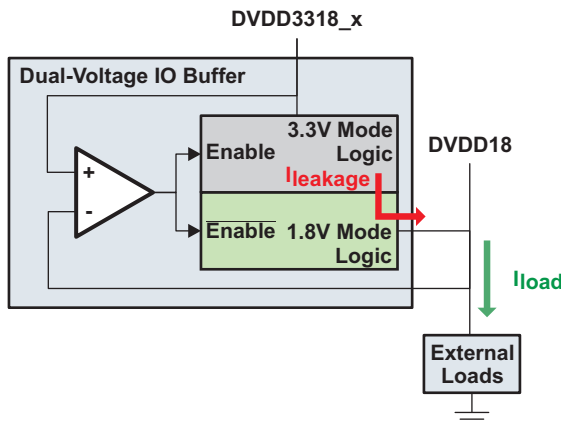 DVDD3318_x
Dual-Voltage IO Buffer
3.3V Mode
Logic
Enable
Ileakage
DVDD18
+
-
Enable
1.8V Mode
Logic
Iload
External
Loads